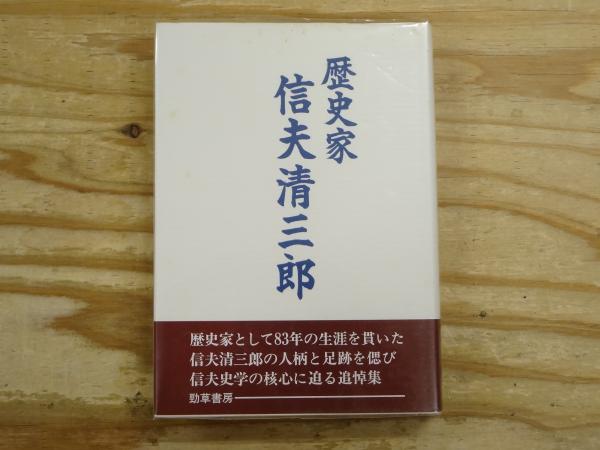 歴史家
信夫清三郎
歴史家として83年の生涯を貫いた
信夫清三郎の人柄と足跡を偲び
信夫史学の核心に迫る追悼集
勁草書房